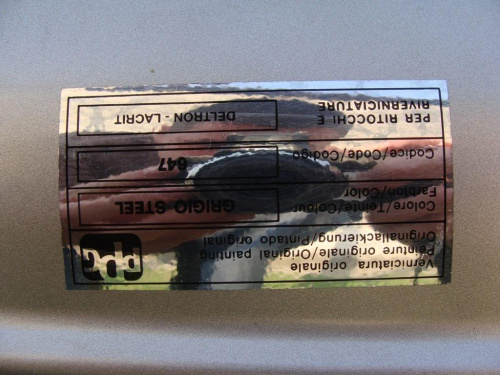 Verniciatura originale
Peinture originale/Original painting
Originallackierung/Pintado original
PPG
Colore/Teinte/Colour
Farbton/Color
GRIGIO STEEL
Codice/Code/Codigo
647
PER RITOCCHI E
RIVERNICIATURE
DELTRON - LACRIT